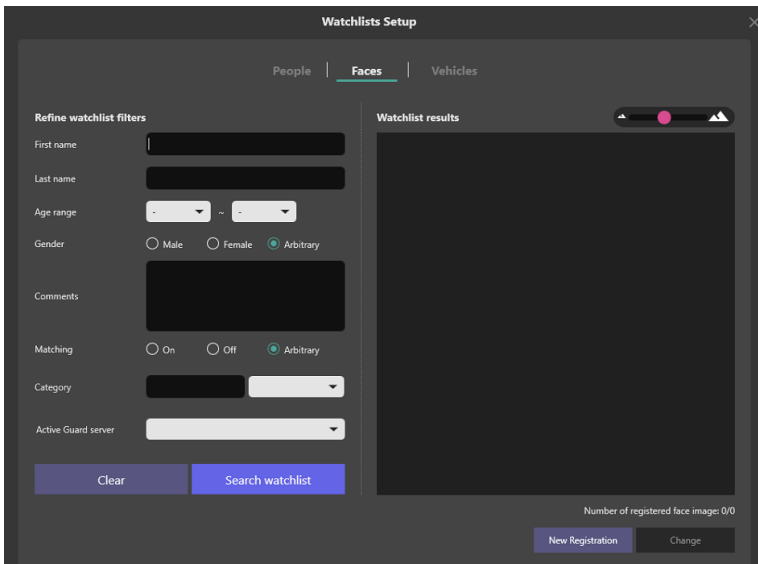 Watchlists Setup
People Faces Vehicles
Refine watchlist filters
Watchlist results
First name
Last name
Age range - ~ -
Gender Male Female Arbitrary
Comments
Matching On Off Arbitrary
Category
Active Guard server
Clear Search watchlist
Number of registered face image: 0/0
New Registration Change